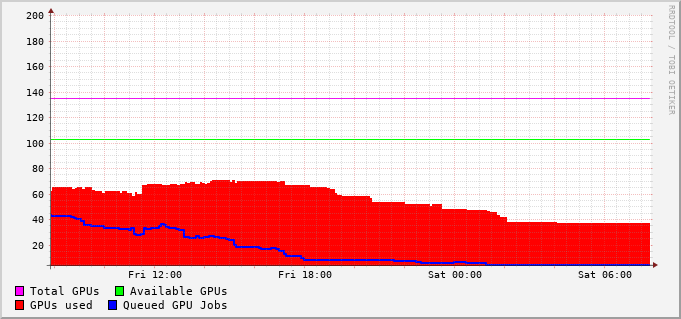 200
180
160
140
120
100
80
60
40
20
Fri 12:00 Fri 18:00 Sat 00:00 Sat 06:00
Total GPUs Available GPUs
GPUs used Queued GPU Jobs
RRDTOOL / TOBI OETIKER